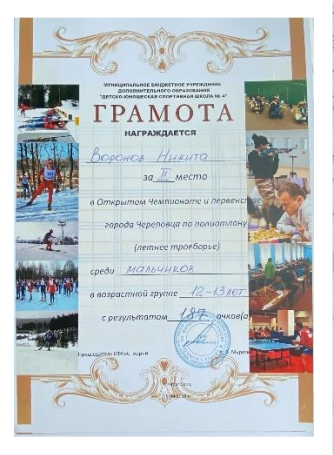 МУНИЦИПАЛЬНОЕ БЮДЖЕТНОЕ УЧРЕЖДЕНИЕ
ДОПОЛНИТЕЛЬНОГО ОБРАЗОВАНИЯ
"ДЕТСКО-ЮНОШЕСКАЯ СПОРТИВНАЯ ШКОЛА № 4"
ГРАМОТА
НАГРАЖДАЕТСЯ
Воронов Никита
за III место
в Открытом Чемпионате и первенстве
города Череповца по полиатлону
(летнее троеборье)
среди мальчиков
в возрастной группе 12-13 лет
с результатом 187 очков(а)